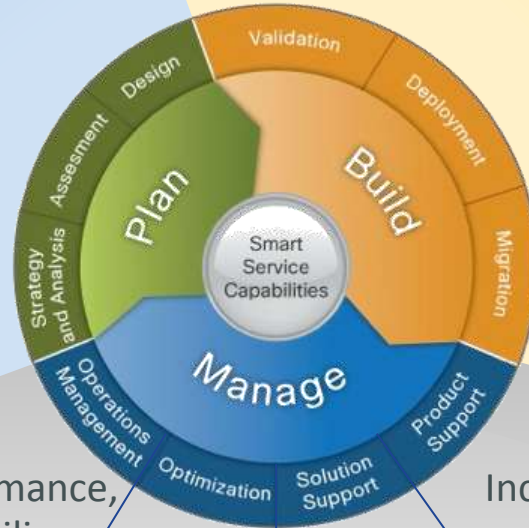 Validation
Design
Deployment
Assesment
Build
Plan
Smart
Service
Capabilities
Migration
Strategy
and Analysis
Manage
Operations
Management
Product
Support
Optimization
Solution
Support
rmance,
Inc